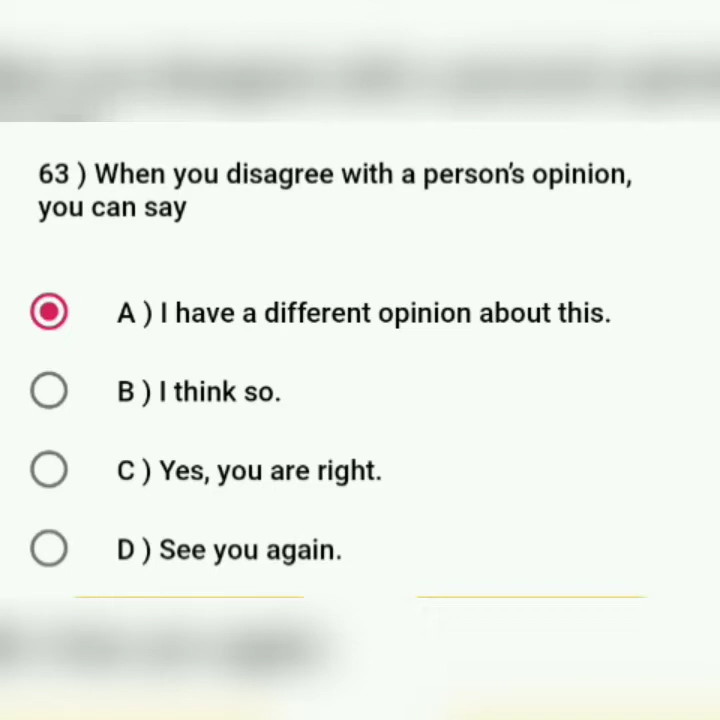 63 ) When you disagree with a person's opinion,
you can say
A ) I have a different opinion about this.
B ) I think so.
C ) Yes, you are right.
D ) See you again.